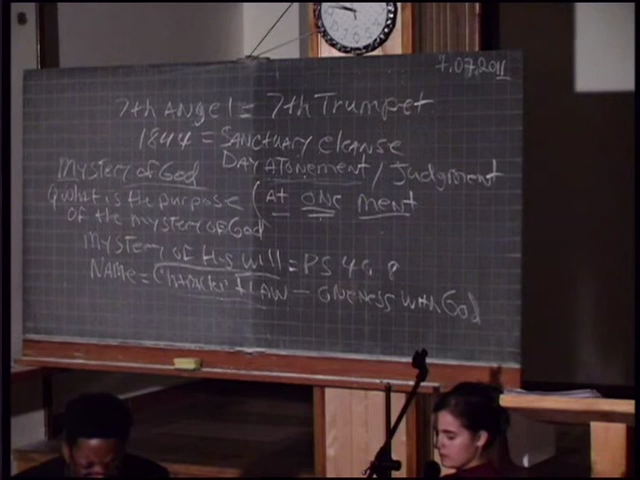 7.07.2011
7th Angel = 7th Trumpet
1844 = Sanctuary Cleanse
Day Atonement / Judgment
Mystery of God
Q What is the purpose (At one ment
of the mystery of God
Mystery of His will = PS 40.8
Name = Character + Law – oneness with God